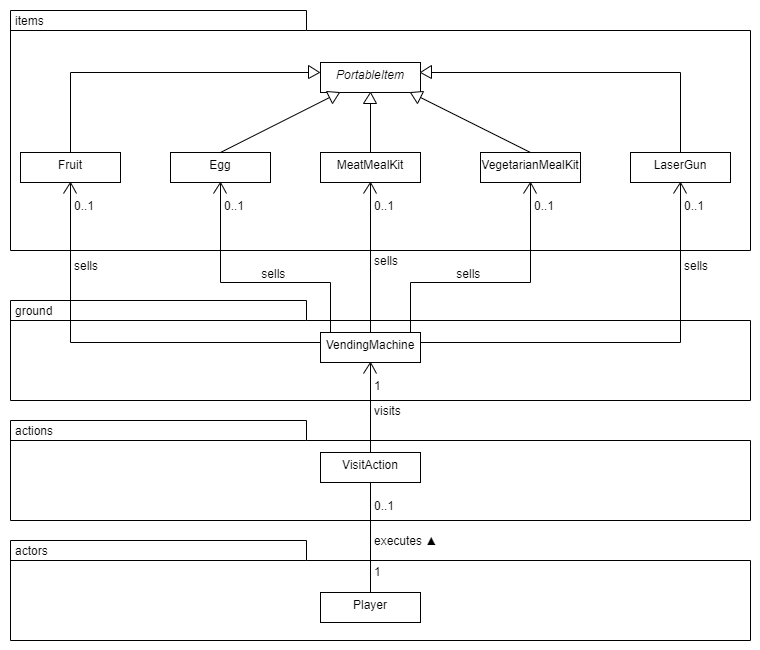 items
PortableItem
Fruit
Egg
MeatMealKit
VegetarianMealKit
LaserGun
0..1
0..1
0..1
0..1
0..1
sells
sells
sells
sells
sells
ground
VendingMachine
1
visits
actions
VisitAction
0..1
executes ▲
actors
1
Player